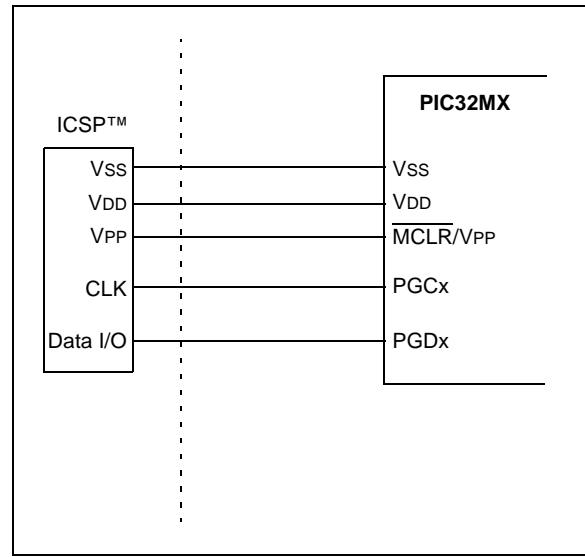 ICSP™
VSS
VDD
VPP
CLK
Data I/O
PIC32MX
VSS
VDD
MCLR/VPP
PGCx
PGDx